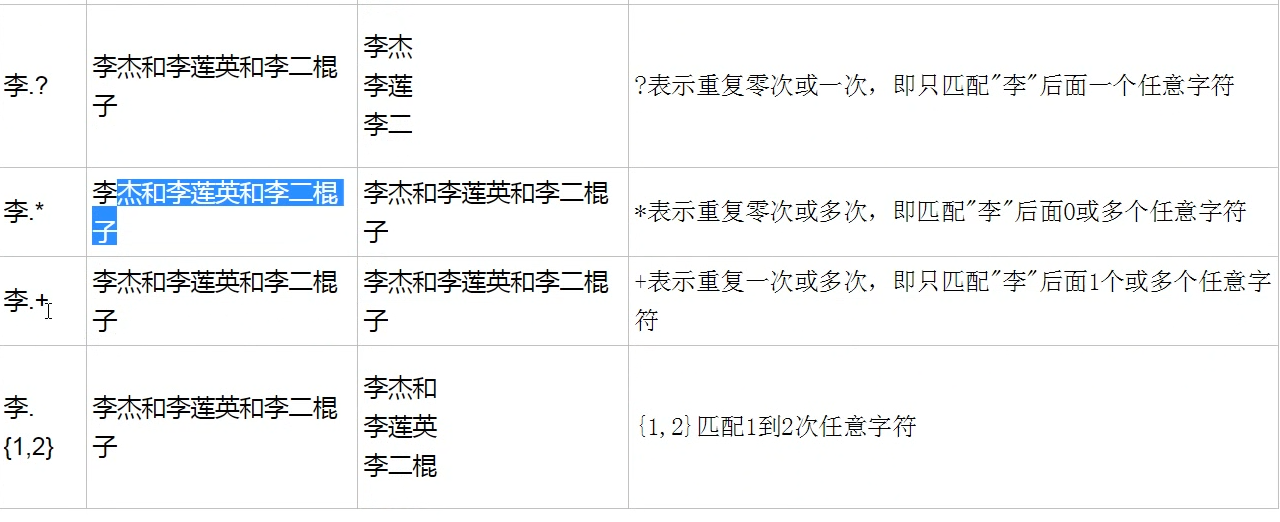 李.?
李杰和李莲英和李二棍
子
李杰
李莲
李二
?表示重复零次或一次，即只匹配"李"后面一个任意字符
李.*
李杰和李莲英和李二棍
子
李杰和李莲英和李二棍
子
*表示重复零次或多次，即匹配"李"后面0或多个任意字符
李.+
李杰和李莲英和李二棍
子
李杰和李莲英和李二棍
子
+表示重复一次或多次，即只匹配"李"后面1个或多个任意字
符
李.
{1,2}
李杰和李莲英和李二棍
子
李杰和
李莲英
李二棍
{1,2}匹配1到2次任意字符